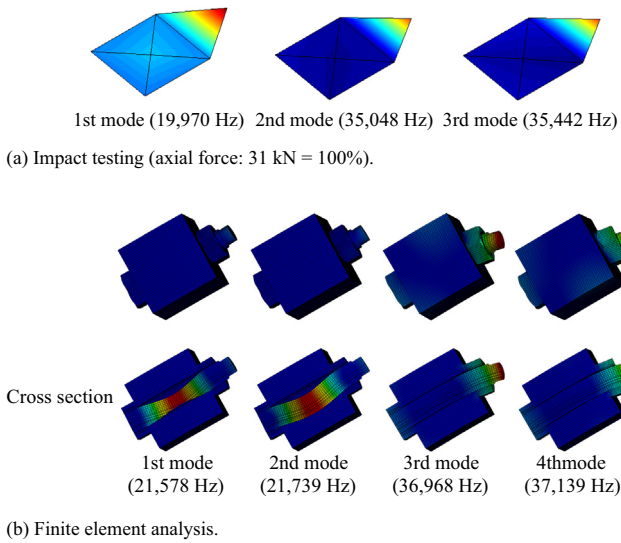 1st mode (19,970 Hz) 2nd mode (35,048 Hz) 3rd mode (35,442 Hz)
(a) Impact testing (axial force: 31 kN = 100%).
Cross section
1st mode 2nd mode 3rd mode 4thmode
(21,578 Hz) (21,739 Hz) (36,968 Hz) (37,139 Hz)
(b) Finite element analysis.